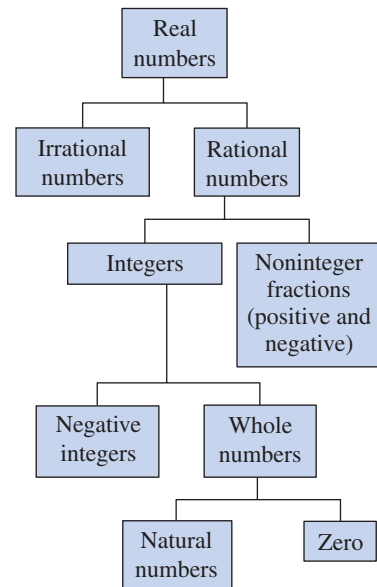 Real
numbers
Irrational
numbers
Rational
numbers
Integers
Noninteger
fractions
(positive and
negative)
Negative
integers
Whole
numbers
Natural
numbers
Zero